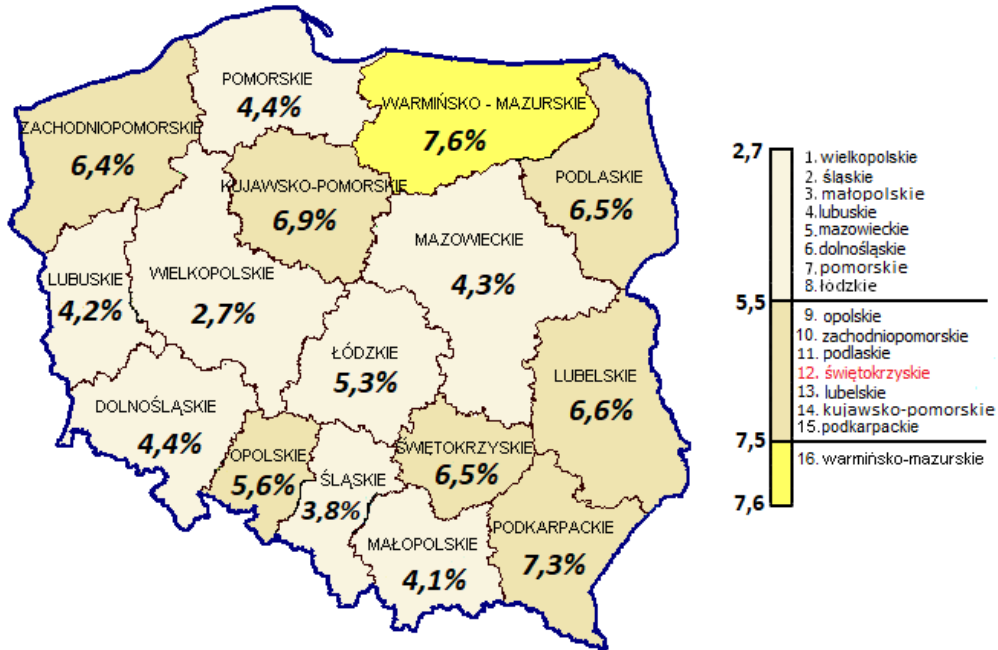 POMORSKIE
4,4%
WARMIŃSKO - MAZURSKIE
7,6%
ZACHODNIOPOMORSKIE
6,4%
KUJAWSKO-POMORSKIE
6,9%
PODLASKIE
6,5%
MAZOWIECKIE
4,3%
LUBUSKIE
4,2%
WIELKOPOLSKIE
2,7%
ŁÓDZKIE
5,3%
LUBELSKIE
6,6%
DOLNOŚLĄSKIE
4,4%
OPOLSKIE
5,6%
ŚLĄSKIE
3,8%
ŚWIĘTOKRZYSKIE
6,5%
MAŁOPOLSKIE
4,1%
PODKARPACKIE
7,3%
2,7
1. wielkopolskie
2. śląskie
3. małopolskie
4. lubuskie
5. mazowieckie
6. dolnośląskie
7. pomorskie
8. łódzkie
5,5
9. opolskie
10. zachodniopomorskie
11. podlaskie
12. świętokrzyskie
13. lubelskie
14. kujawsko-pomorskie
15. podkarpackie
7,5
16. warmińsko-mazurskie
7,6